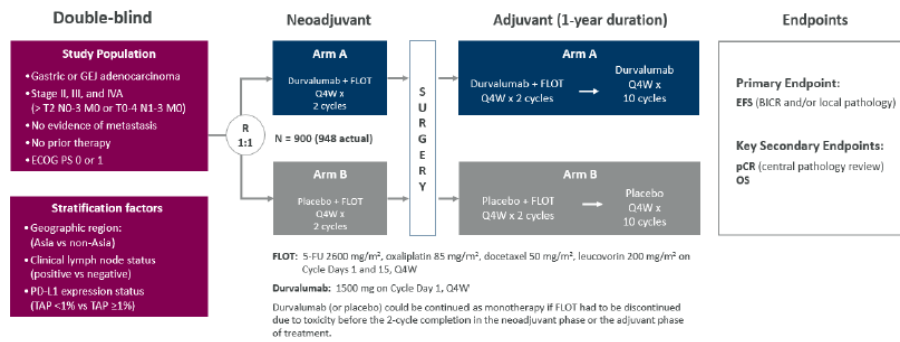 Double-blind
Neoadjuvant
Adjuvant (1-year duration)
Endpoints
Study Population
•Gastric or GEJ adenocarcinoma
•Stage II, III, and IVA
(> T2 N0-3 M0 or T0-4 N1-3 M0)
•No evidence of metastasis
•No prior therapy
•ECOG PS 0 or 1
Stratification factors
•Geographic region:
(Asia vs non-Asia)
•Clinical lymph node status
(positive vs negative)
•PD-L1 expression status
(TAP <1% vs TAP ≥1%)
R
1:1
Arm A
Durvalumab + FLOT
Q4W x
2 cycles
N = 900 (948 actual)
Arm B
Placebo + FLOT
Q4W x
2 cycles
SURGERY
Arm A
Durvalumab + FLOT
Q4W x 2 cycles
Durvalumab
Q4W x
10 cycles
Arm B
Placebo + FLOT
Q4W x 2 cycles
Placebo
Q4W x
10 cycles
Primary Endpoint:
EFS (BICR and/or local pathology)
Key Secondary Endpoints:
pCR (central pathology review)
OS
FLOT: 5-FU 2600 mg/m², oxaliplatin 85 mg/m², docetaxel 50 mg/m², leucovorin 200 mg/m² on
Cycle Days 1 and 15, Q4W
Durvalumab: 1500 mg on Cycle Day 1, Q4W
Durvalumab (or placebo) could be continued as monotherapy if FLOT had to be discontinued
due to toxicity before the 2-cycle completion in the neoadjuvant phase or the adjuvant phase
of treatment.